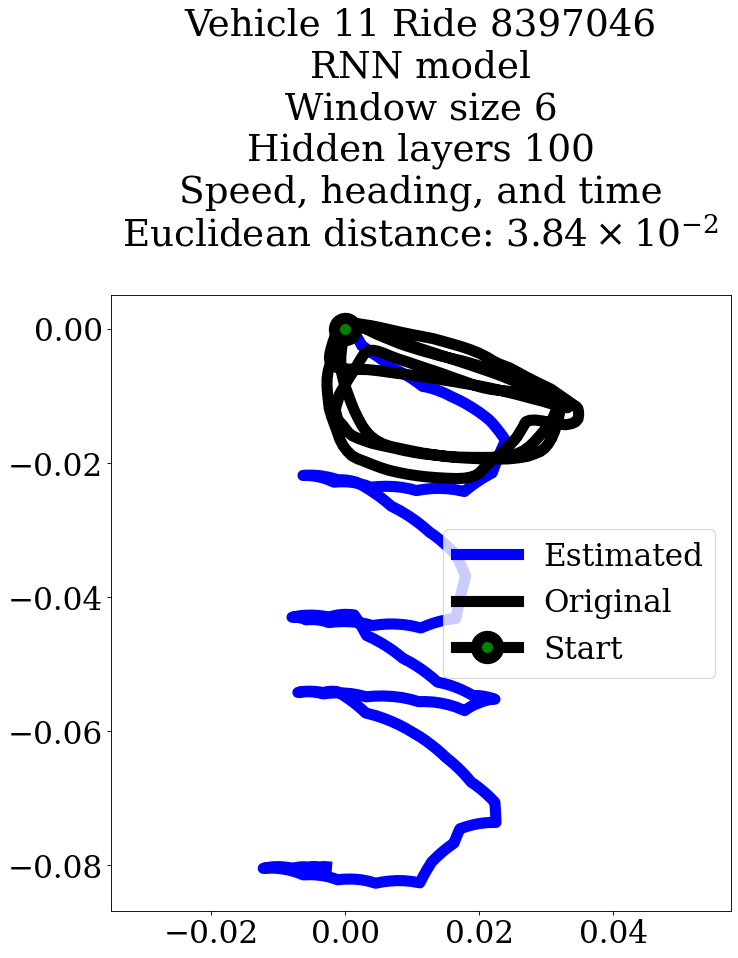 Vehicle 11 Ride 8397046
RNN model
Window size 6
Hidden layers 100
Speed, heading, and time
Euclidean distance: 3.84 × 10⁻²
0.00
−0.02
−0.04
−0.06
−0.08
Estimated
Original
Start
−0.02 0.00 0.02 0.04